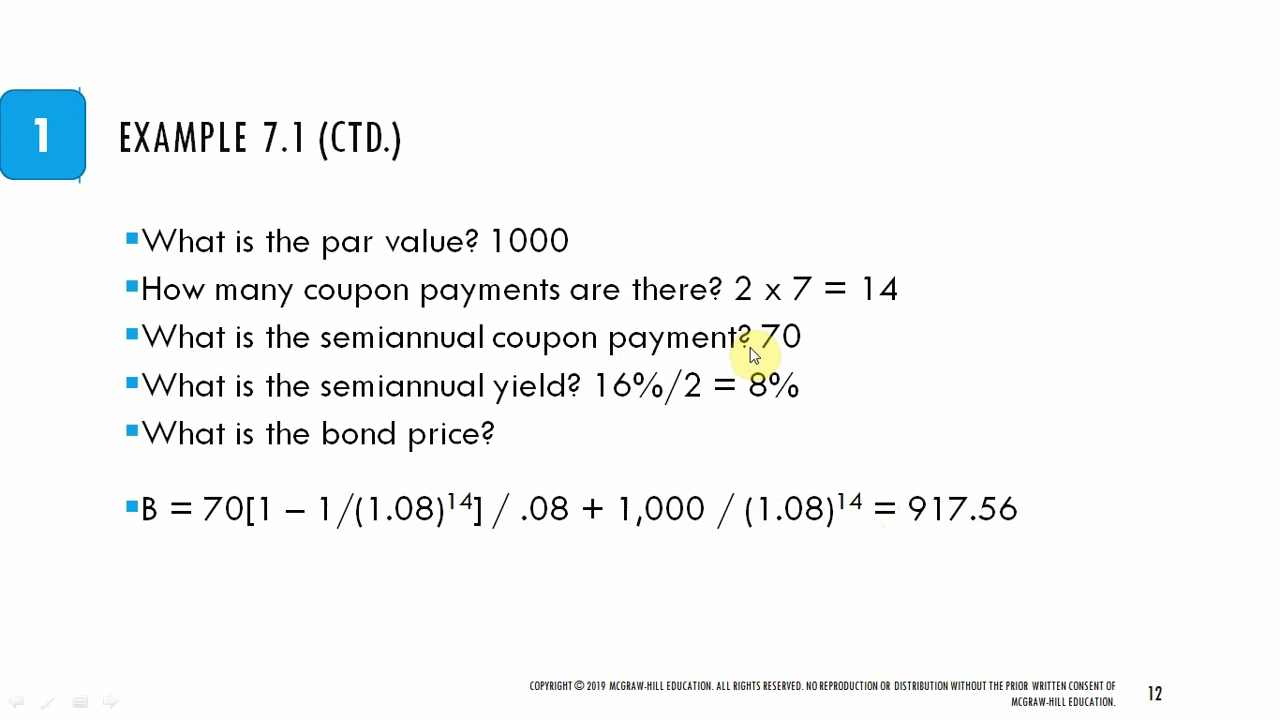 1
EXAMPLE 7.1 (CTD.)
What is the par value? 1000
How many coupon payments are there? 2 x 7 = 14
What is the semiannual coupon payment? 70
What is the semiannual yield? 16%/2 = 8%
What is the bond price?
B = 70[1 – 1/(1.08)¹⁴] / .08 + 1,000 / (1.08)¹⁴ = 917.56
COPYRIGHT © 2019 MCGRAW-HILL EDUCATION. ALL RIGHTS RESERVED. NO REPRODUCTION OR DISTRIBUTION WITHOUT THE PRIOR WRITTEN CONSENT OF
MCGRAW-HILL EDUCATION.
12